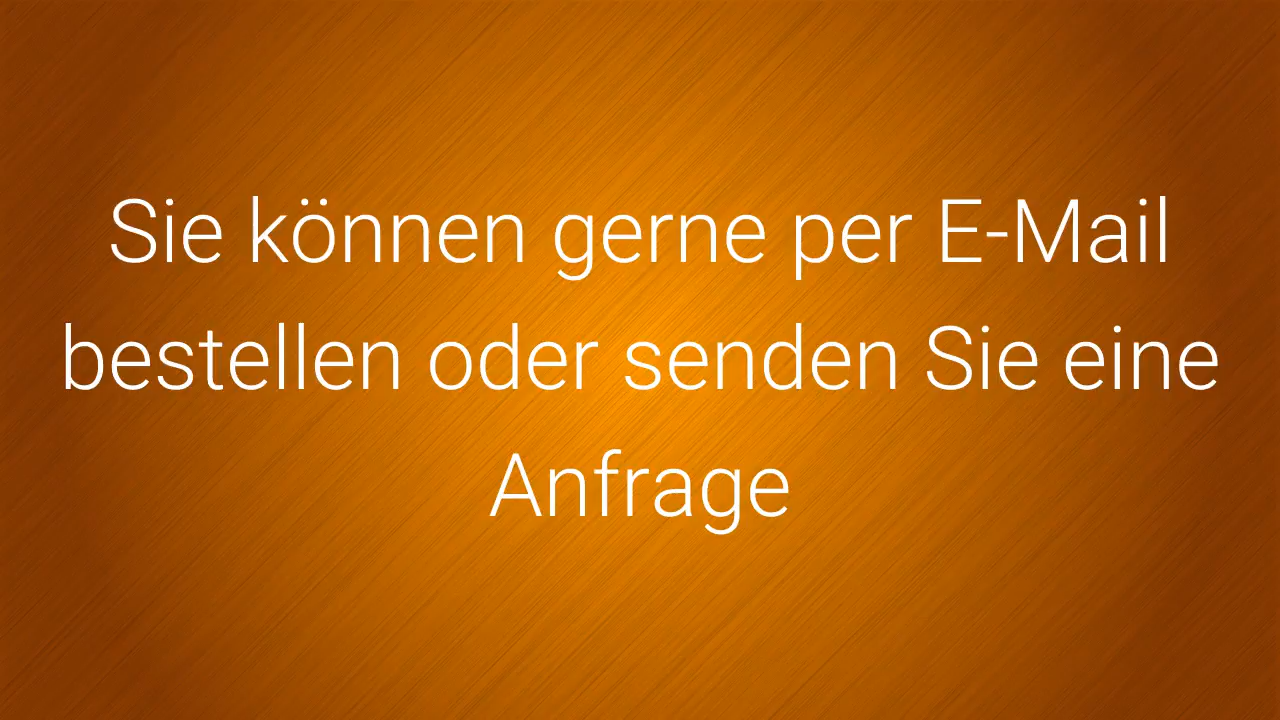 Sie können gerne per E-Mail
bestellen oder senden Sie eine
Anfrage